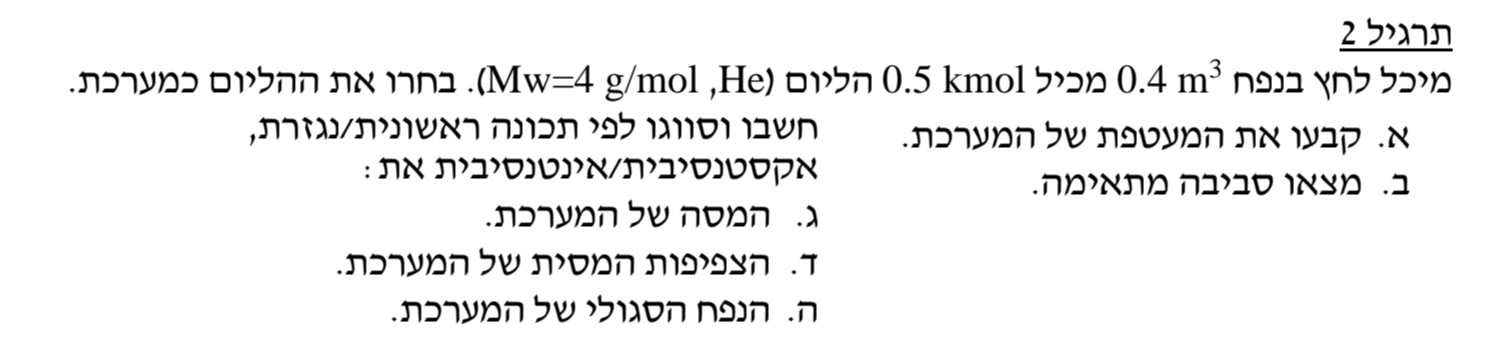 תרגיל 2
מיכל לחץ בנפח 0.4 m³ מכיל 0.5 kmol הליום (He, Mw=4 g/mol). בחרו את ההליום כמערכת.
א. קבעו את המעטפת של המערכת.
ב. מצאו סביבה מתאימה.
חשבו וסווגו לפי תכונה ראשונית/נגזרת,
אקסטנסיבית/אינטנסיבית את:
ג. המסה של המערכת.
ד. הצפיפות המסית של המערכת.
ה. הנפח הסגולי של המערכת.